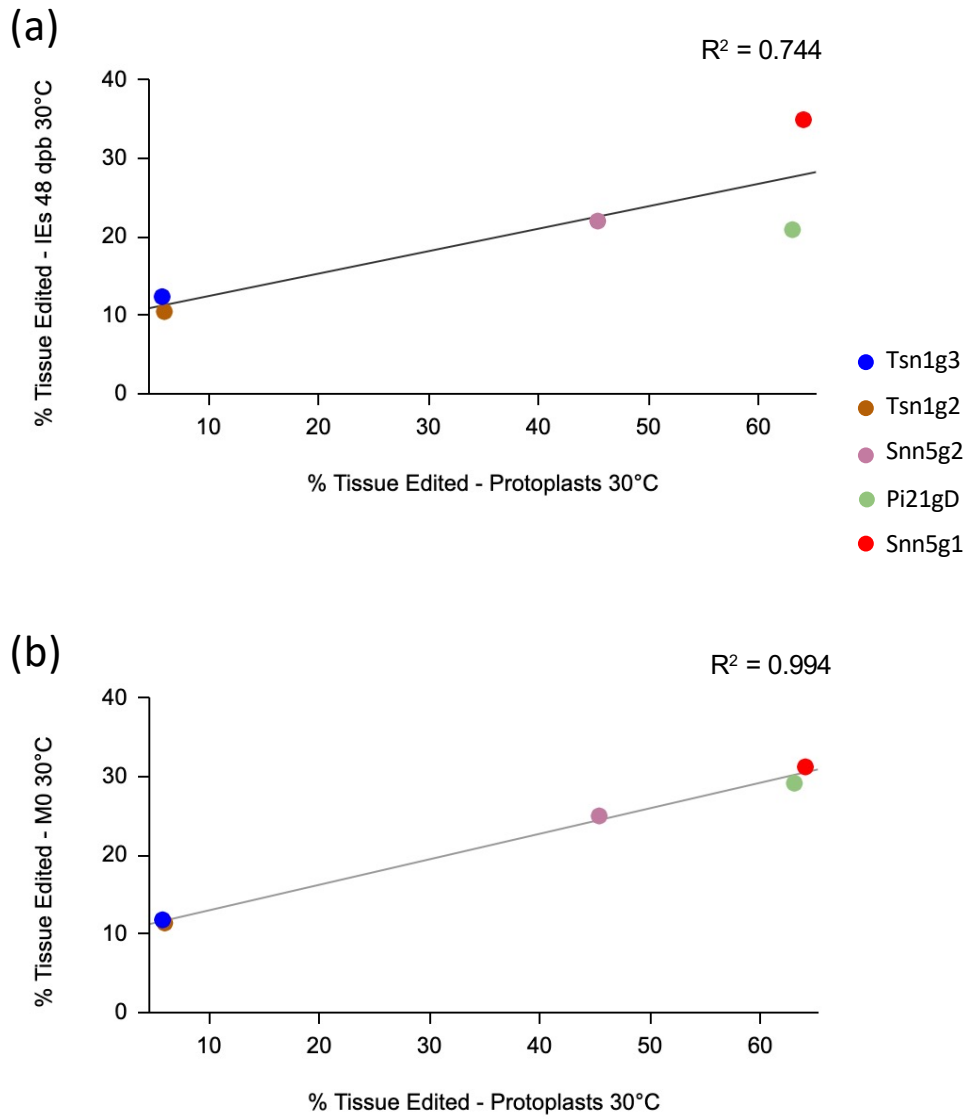 (a)
R² = 0.744
% Tissue Edited - IEs 48 dpb 30°C
40
30
20
10
0
10 20 30 40 50 60
% Tissue Edited - Protoplasts 30°C
Tsn1g3
Tsn1g2
Snn5g2
Pi21gD
Snn5g1
(b)
R² = 0.994
% Tissue Edited - M0 30°C
40
30
20
10
0
10 20 30 40 50 60
% Tissue Edited - Protoplasts 30°C